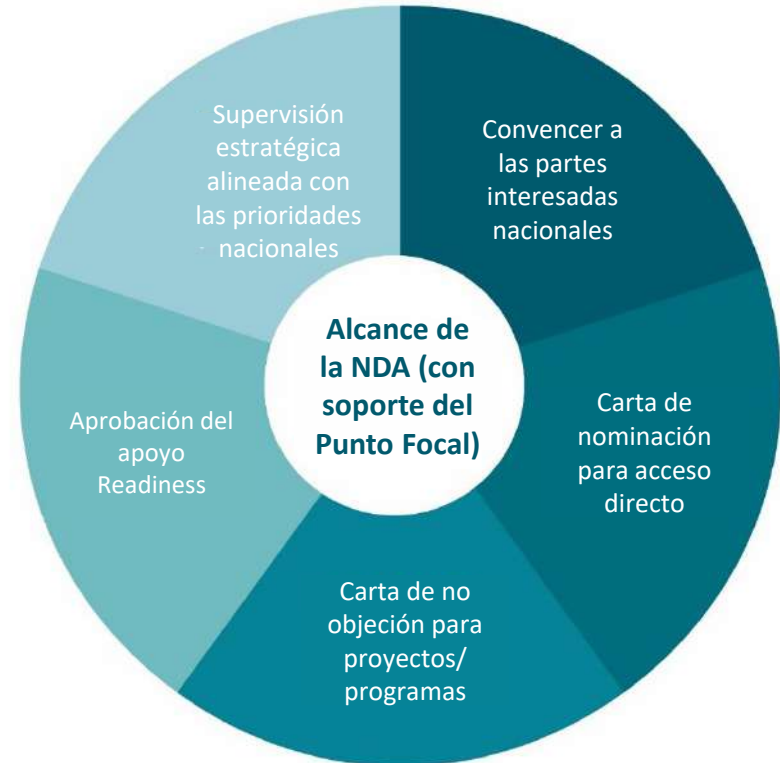 Supervisión
estratégica
alineada con
las prioridades
nacionales
Convencer a
las partes
interesadas
nacionales
Alcance de
la NDA (con
soporte del
Punto Focal)
Aprobación del
apoyo
Readiness
Carta de
nominación
para acceso
directo
Carta de no
objeción para
proyectos/
programas